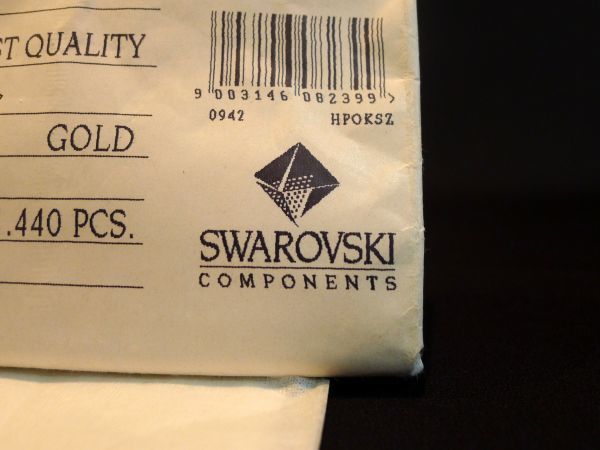 ST QUALITY
9 003146 082399 >
0942 HPOKSZ
GOLD
.440 PCS.
SWAROVSKI
COMPONENTS